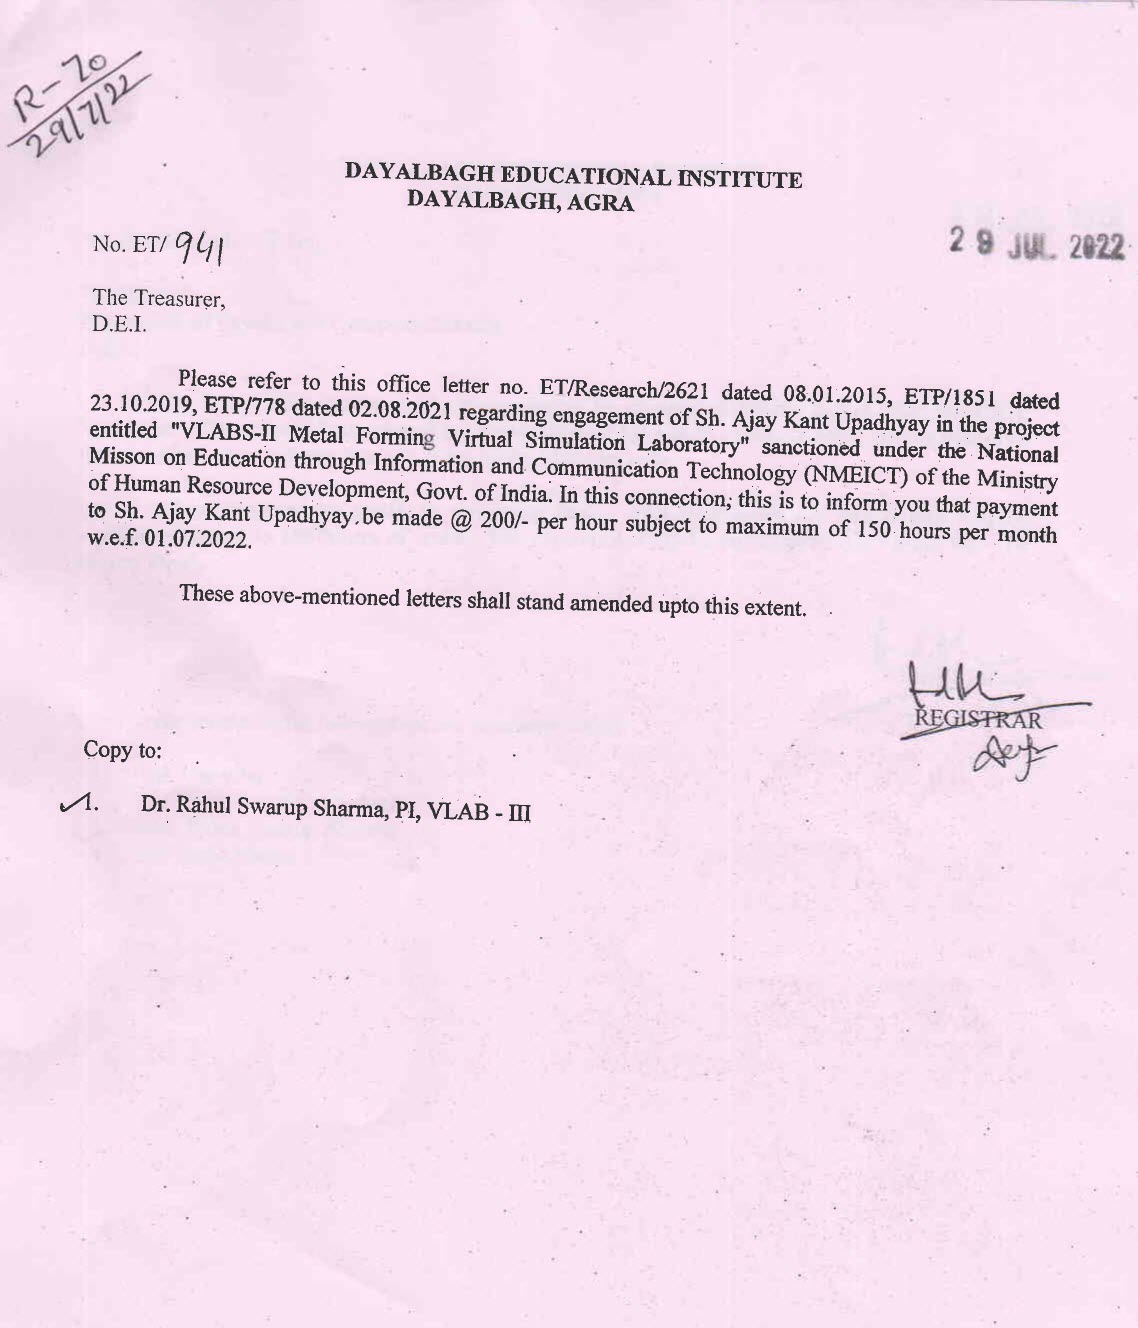 R-70
29/7/22
DAYALBAGH EDUCATIONAL INSTITUTE
DAYALBAGH, AGRA
No. ET/ 941
29 JUL 2022
The Treasurer,
D.E.I.
Please refer to this office letter no. ET/Research/2621 dated 08.01.2015, ETP/1851 dated
23.10.2019, ETP/778 dated 02.08.2021 regarding engagement of Sh. Ajay Kant Upadhyay in the project
entitled "VLABS-II Metal Forming Virtual Simulation Laboratory" sanctioned under the National
Misson on Education through Information and Communication Technology (NMEICT) of the Ministry
of Human Resource Development, Govt. of India. In this connection, this is to inform you that payment
to Sh. Ajay Kant Upadhyay be made @ 200/- per hour subject to maximum of 150 hours per month
w.e.f. 01.07.2022.
These above-mentioned letters shall stand amended upto this extent.
REGISTRAR
Copy to:
1. Dr. Rahul Swarup Sharma, PI, VLAB - III